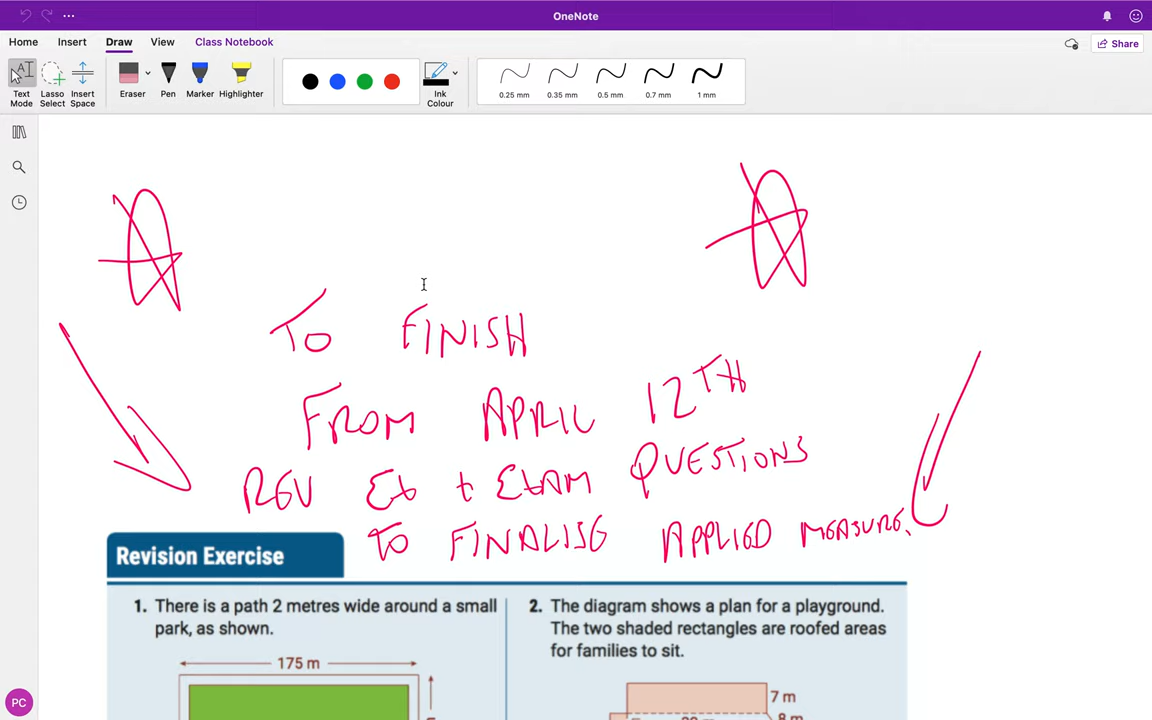 OneNote
Home Insert Draw View Class Notebook
Share
Text Mode
Lasso Select
Insert Space
Eraser
Pen
Marker
Highlighter
Ink Colour
0.25 mm 0.35 mm 0.5 mm 0.7 mm 1 mm
TO FINISH
FROM APRIL 12TH
REV Ex + ExAM QUESTIONS
TO FINALISE APPLIED MEASURE.
Revision Exercise
1. There is a path 2 metres wide around a small
park, as shown.
175 m
2. The diagram shows a plan for a playground.
The two shaded rectangles are roofed areas
for families to sit.
7 m
8 m
PC